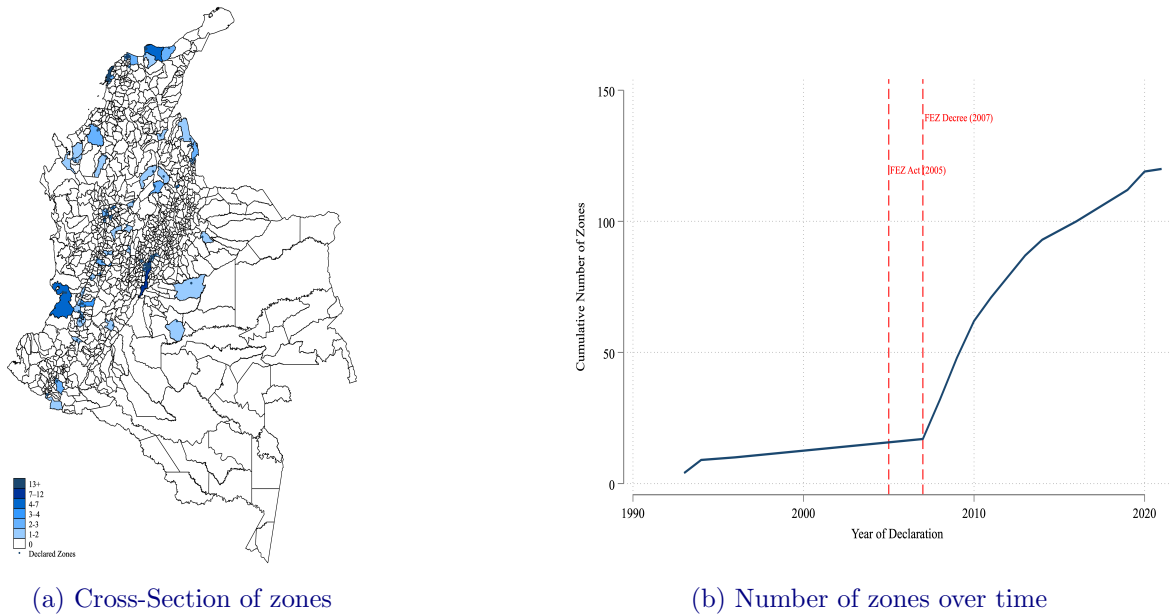 13+
7–12
4-7
3–4
2-3
1-2
0
Declared Zones
(a) Cross-Section of zones
Cumulative Number of Zones
150
100
50
0
FEZ Decree (2007)
FEZ Act (2005)
1990
2000
2010
2020
Year of Declaration
(b) Number of zones over time